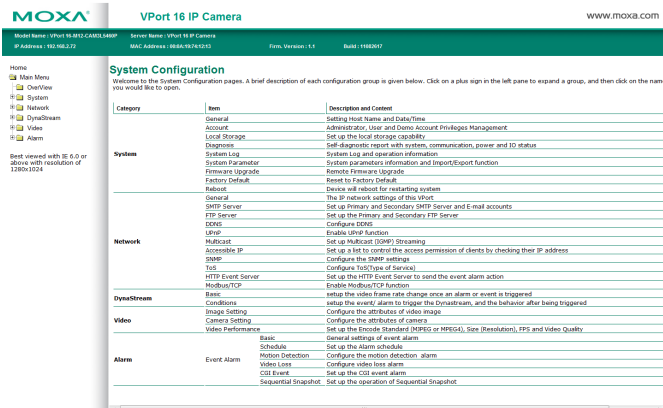 MOXA®
VPort 16 IP Camera
www.moxa.com
Model Name : VPort 16-M12-CAM3L5490P Server Name : VPort 16 IP Camera
IP Address : 192.168.2.72 MAC Address : 00:0A:19:74:12:13 Firm. Version : 1.1 Build : 11082617
Home
Main Menu
OverView
System
Network
DynaStream
Video
Alarm
Best viewed with IE 6.0 or
above with resolution of
1280x1024
System Configuration
Welcome to the System Configuration pages. A brief description of each configuration group is given below. Click on a plus sign in the left pane to expand a group, and then click on the nam
you would like to open.
Category Item Description and Content
System
General Setting Host Name and Date/Time
Account Administrator, User and Demo Account Privileges Management
Local Storage Set up the local storage capability
Diagnosis Self-diagnostic report with system, communication, power and IO status
System Log System Log and operation information
System Parameter System parameters information and Import/Export function
Firmware Upgrade Remote Firmware Upgrade
Factory Default Reset to Factory Default
Reboot Device will reboot for restarting system
Network
General The IP network settings of this VPort
SMTP Server Set up Primary and Secondary SMTP Server and E-mail accounts
FTP Server Set up the Primary and Secondary FTP Server
DDNS Configure DDNS
UPnP Enable UPnP function
Multicast Set up Multicast (IGMP) Streaming
Accessible IP Set up a list to control the access permission of clients by checking their IP address
SNMP Configure the SNMP settings
ToS Configure ToS(Type of Service)
HTTP Event Server Set up the HTTP Event Server to send the event alarm action
Modbus/TCP Enable Modbus/TCP function
DynaStream
Basic setup the video frame rate change once an alarm or event is triggered
Conditions setup the event/ alarm to trigger the Dynastream, and the behavior after being triggered
Video
Image Setting Configure the attributes of video image
Camera Setting Configure the attributes of camera
Video Performance Set up the Encode Standard (MJPEG or MPEG4), Size (Resolution), FPS and Video Quality
Alarm
Event Alarm
Basic General settings of event alarm
Schedule Set up the Alarm schedule
Motion Detection Configure the motion detection alarm
Video Loss Configure video loss alarm
CGI Event Set up the CGI event alarm
Sequential Snapshot Set up the operation of Sequential Snapshot